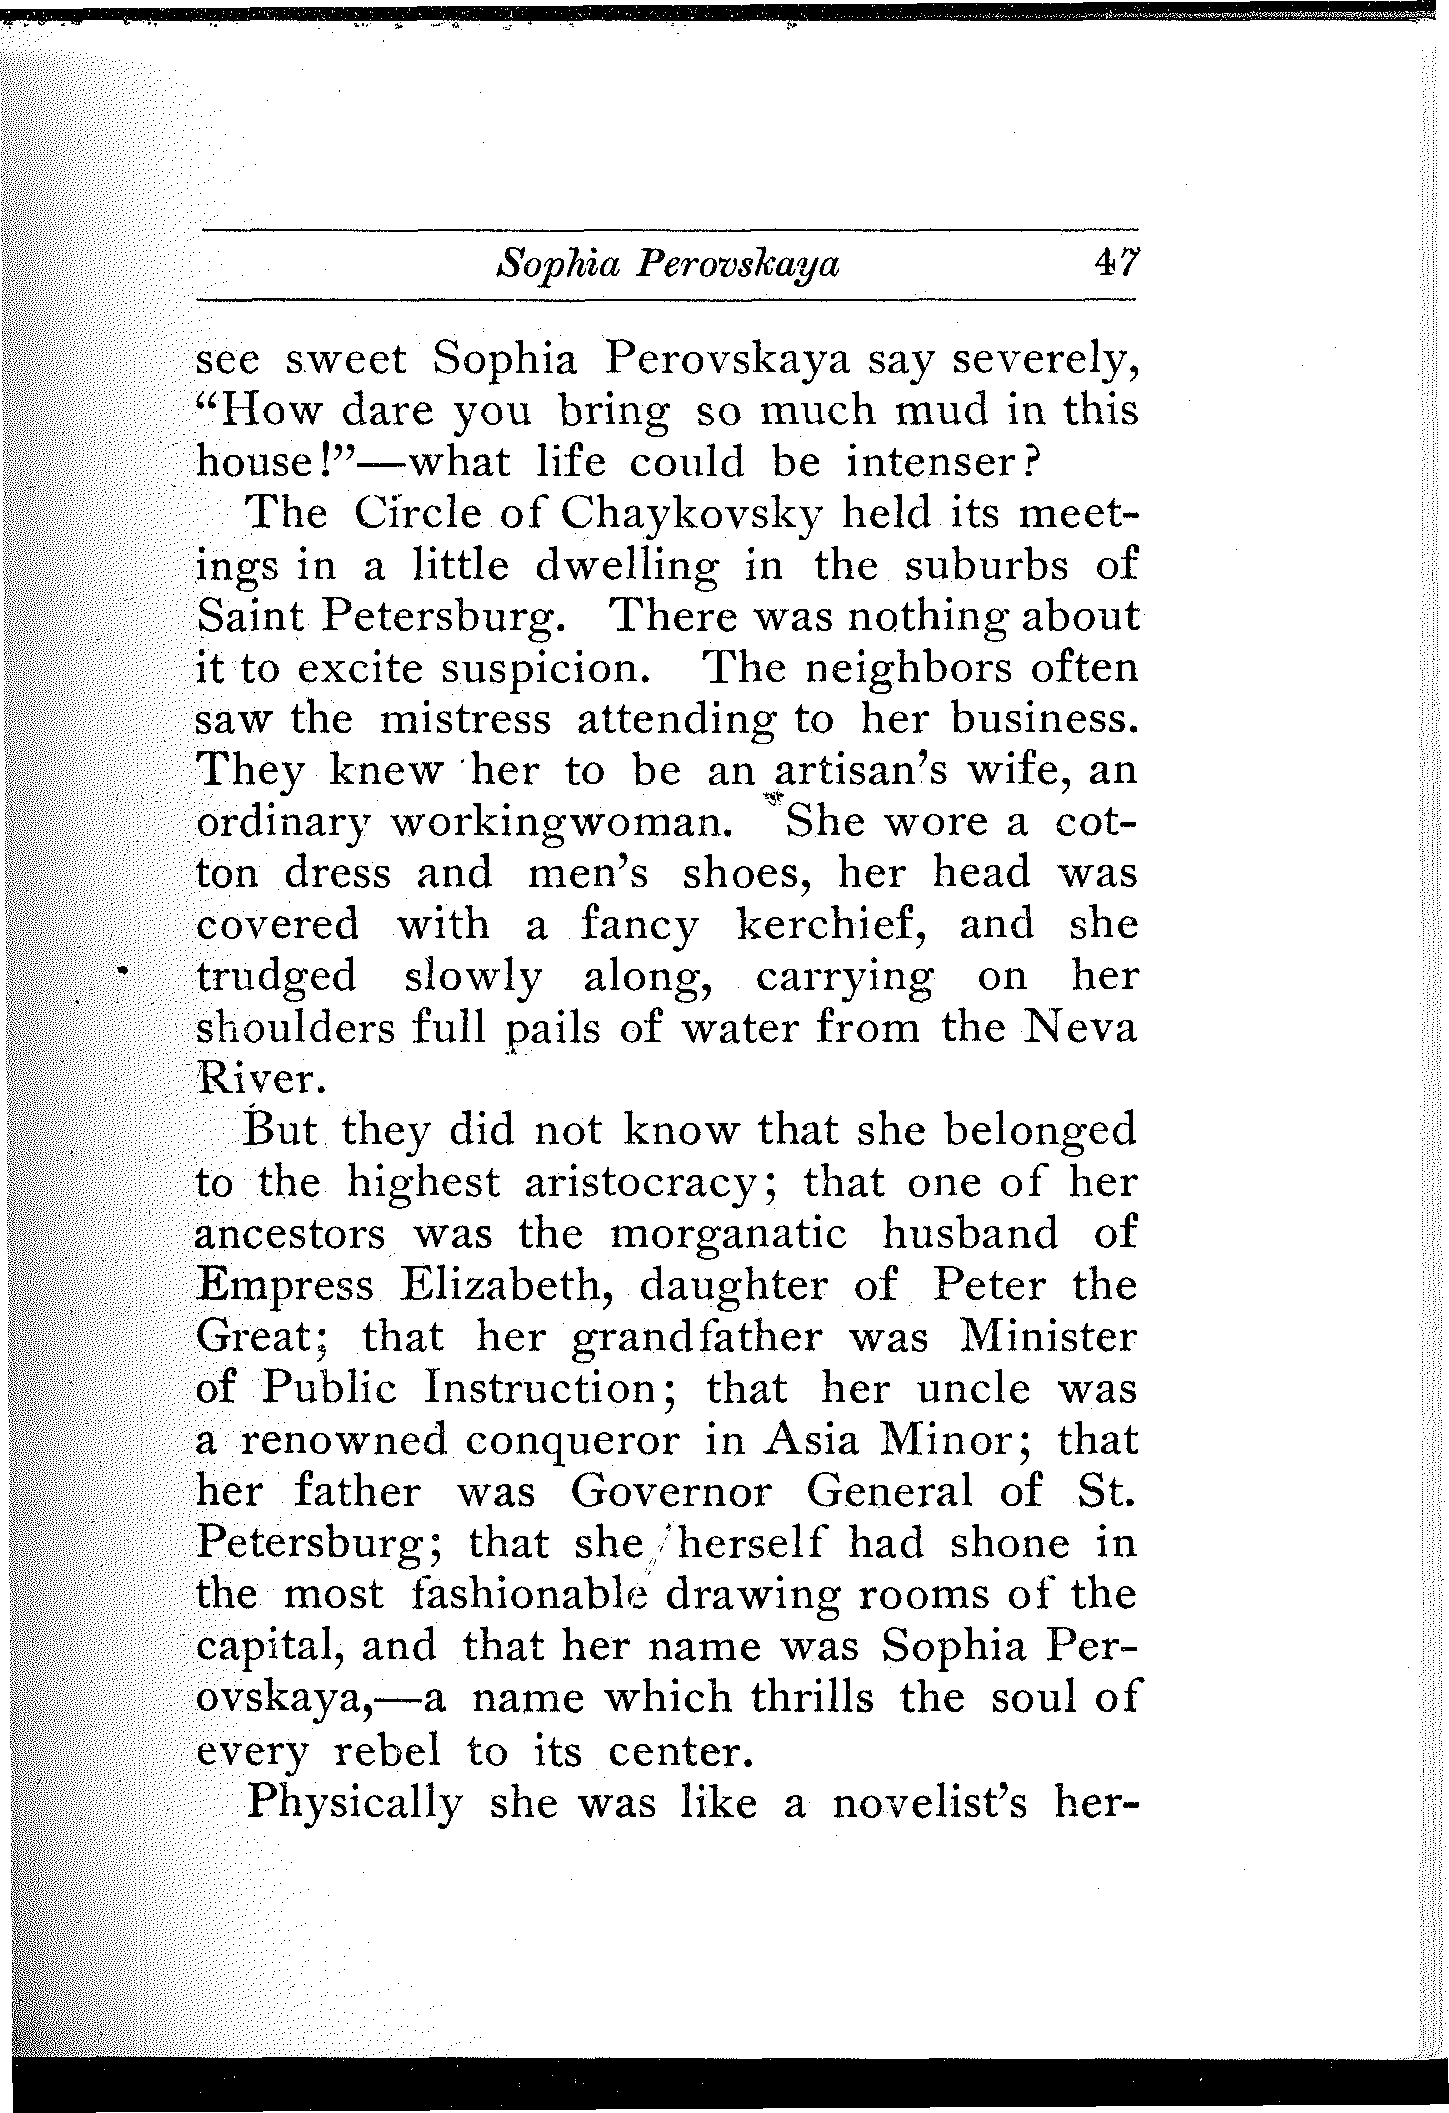 Sophia Perovskaya 47
see sweet Sophia Perovskaya say severely,
“How dare you bring so much mud in this
house!”—what life could be intenser?
The Circle of Chaykovsky held its meet-
ings in a little dwelling in the suburbs of
Saint Petersburg. There was nothing about
it to excite suspicion. The neighbors often
saw the mistress attending to her business.
They knew her to be an artisan’s wife, an
ordinary workingwoman. She wore a cot-
ton dress and men’s shoes, her head was
covered with a fancy kerchief, and she
trudged slowly along, carrying on her
shoulders full pails of water from the Neva
River.
But they did not know that she belonged
to the highest aristocracy; that one of her
ancestors was the morganatic husband of
Empress Elizabeth, daughter of Peter the
Great; that her grandfather was Minister
of Public Instruction; that her uncle was
a renowned conqueror in Asia Minor; that
her father was Governor General of St.
Petersburg; that she herself had shone in
the most fashionable drawing rooms of the
capital, and that her name was Sophia Per-
ovskaya,—a name which thrills the soul of
every rebel to its center.
Physically she was like a novelist’s her-